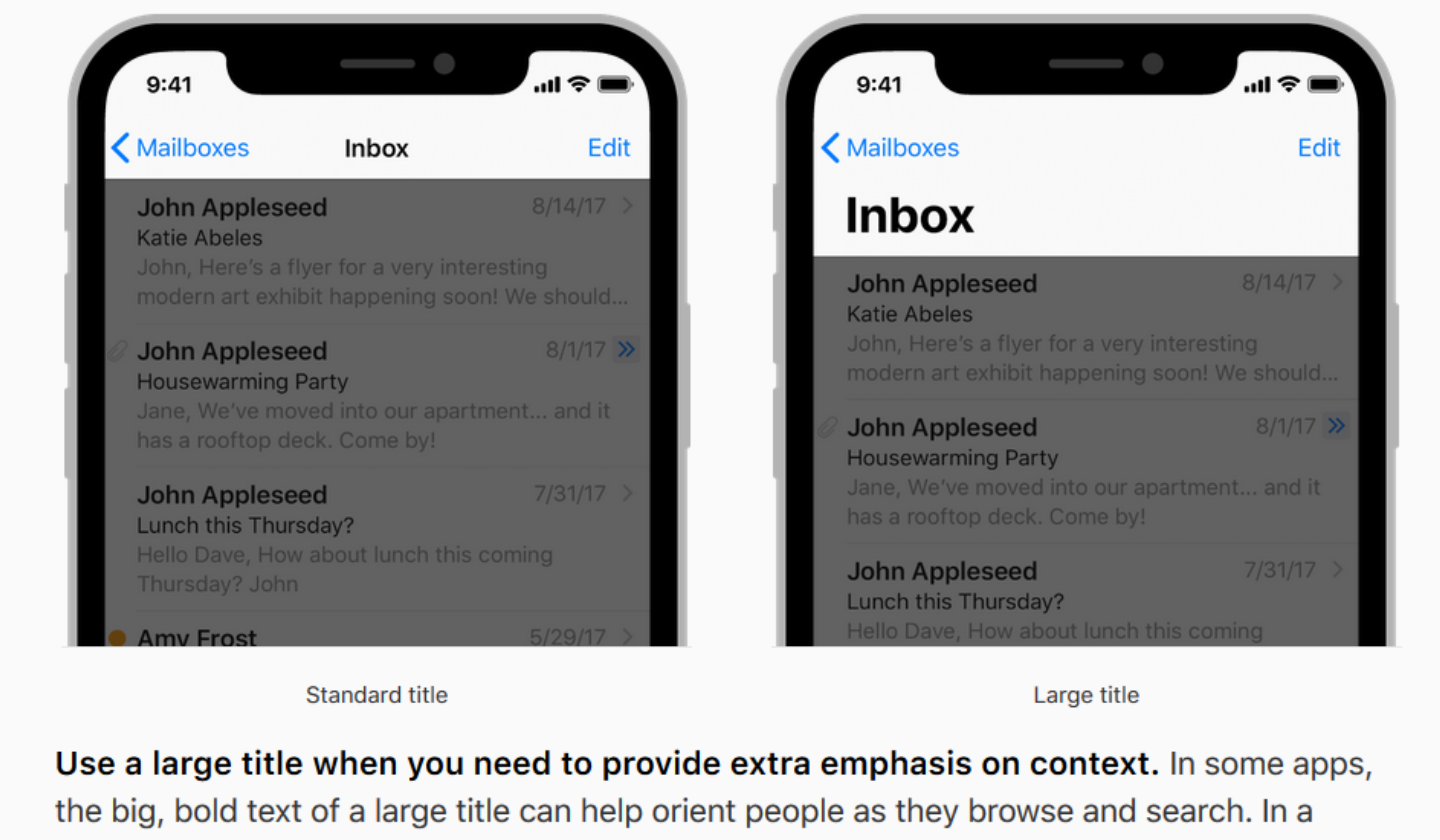 9:41
Mailboxes Inbox Edit
John Appleseed 8/14/17
Katie Abeles
John, Here's a flyer for a very interesting
modern art exhibit happening soon! We should...
John Appleseed 8/1/17
Housewarming Party
Jane, We've moved into our apartment... and it
has a rooftop deck. Come by!
John Appleseed 7/31/17
Lunch this Thursday?
Hello Dave, How about lunch this coming
Thursday? John
Amy Frost 5/29/17
Standard title
9:41
Mailboxes Edit
Inbox
John Appleseed 8/14/17
Katie Abeles
John, Here's a flyer for a very interesting
modern art exhibit happening soon! We should...
John Appleseed 8/1/17
Housewarming Party
Jane, We've moved into our apartment... and it
has a rooftop deck. Come by!
John Appleseed 7/31/17
Lunch this Thursday?
Hello Dave, How about lunch this coming
Large title
Use a large title when you need to provide extra emphasis on context. In some apps,
the big, bold text of a large title can help orient people as they browse and search. In a